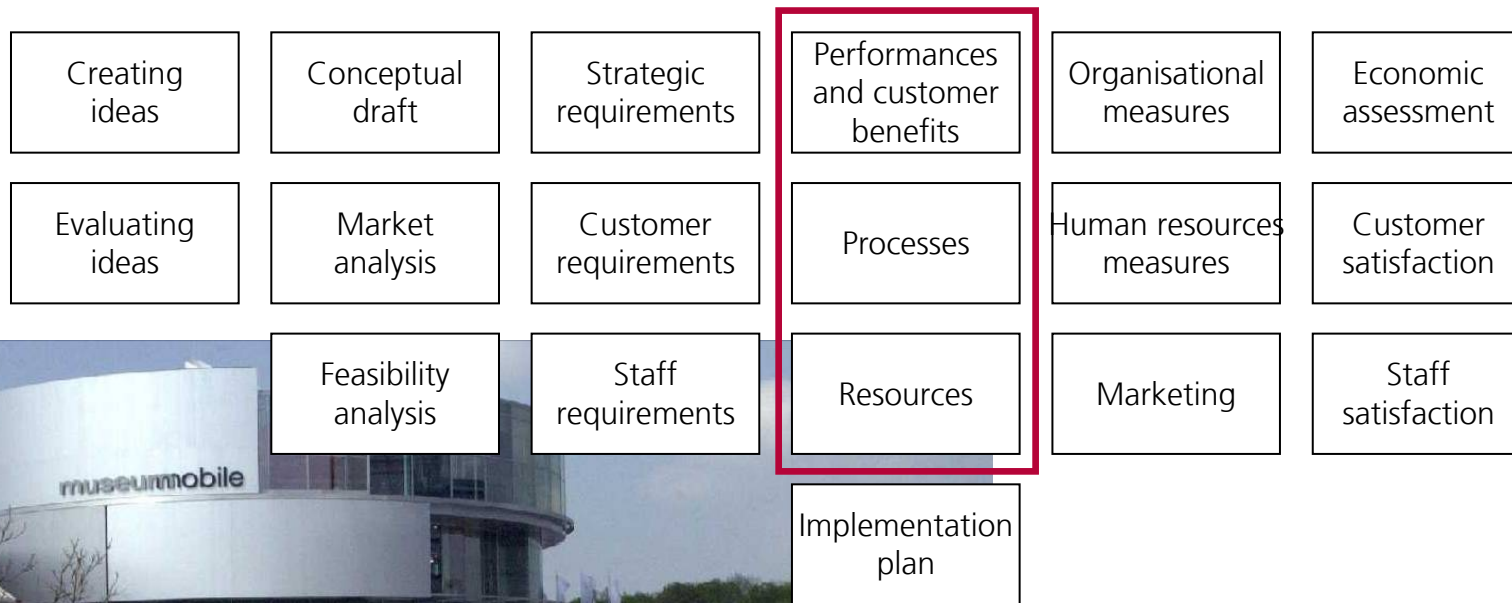 Creating
ideas
Conceptual
draft
Strategic
requirements
Performances
and customer
benefits
Organisational
measures
Economic
assessment
Evaluating
ideas
Market
analysis
Customer
requirements
Processes
Human resources
measures
Customer
satisfaction
Feasibility
analysis
Staff
requirements
Resources
Marketing
Staff
satisfaction
museummobile
Implementation
plan